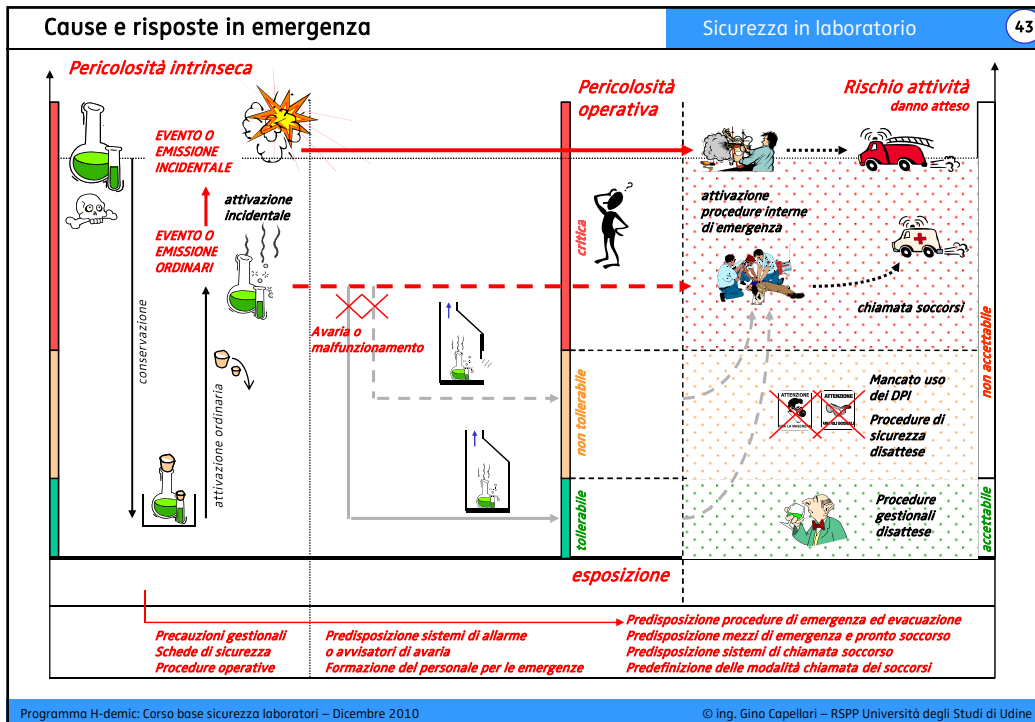 Cause e risposte in emergenza
Sicurezza in laboratorio
43
Pericolosità intrinseca
Pericolosità
operativa
Rischio attività
danno atteso
EVENTO O
EMISSIONE
INCIDENTALE
attivazione
incidentale
EVENTO O
EMISSIONE
ORDINARI
conservazione
attivazione ordinaria
Avaria o
malfunzionamento
?
critica
non tollerabile
tollerabile
attivazione
procedure interne
di emergenza
chiamata soccorsi
non accettabile
accettabile
ATTENZIONE
ATTENZIONE
Mancato uso
dei DPI
Procedure di
sicurezza
disattese
Procedure
gestionali
disattese
esposizione
Precauzioni gestionali
Schede di sicurezza
Procedure operative
Predisposizione sistemi di allarme
o avvisatori di avaria
Formazione del personale per le emergenze
Predisposizione procedure di emergenza ed evacuazione
Predisposizione mezzi di emergenza e pronto soccorso
Predisposizione sistemi di chiamata soccorso
Predefinizione delle modalità chiamata dei soccorsi
Programma H-demic: Corso base sicurezza laboratori – Dicembre 2010
© ing. Gino Capellari – RSPP Università degli Studi di Udine